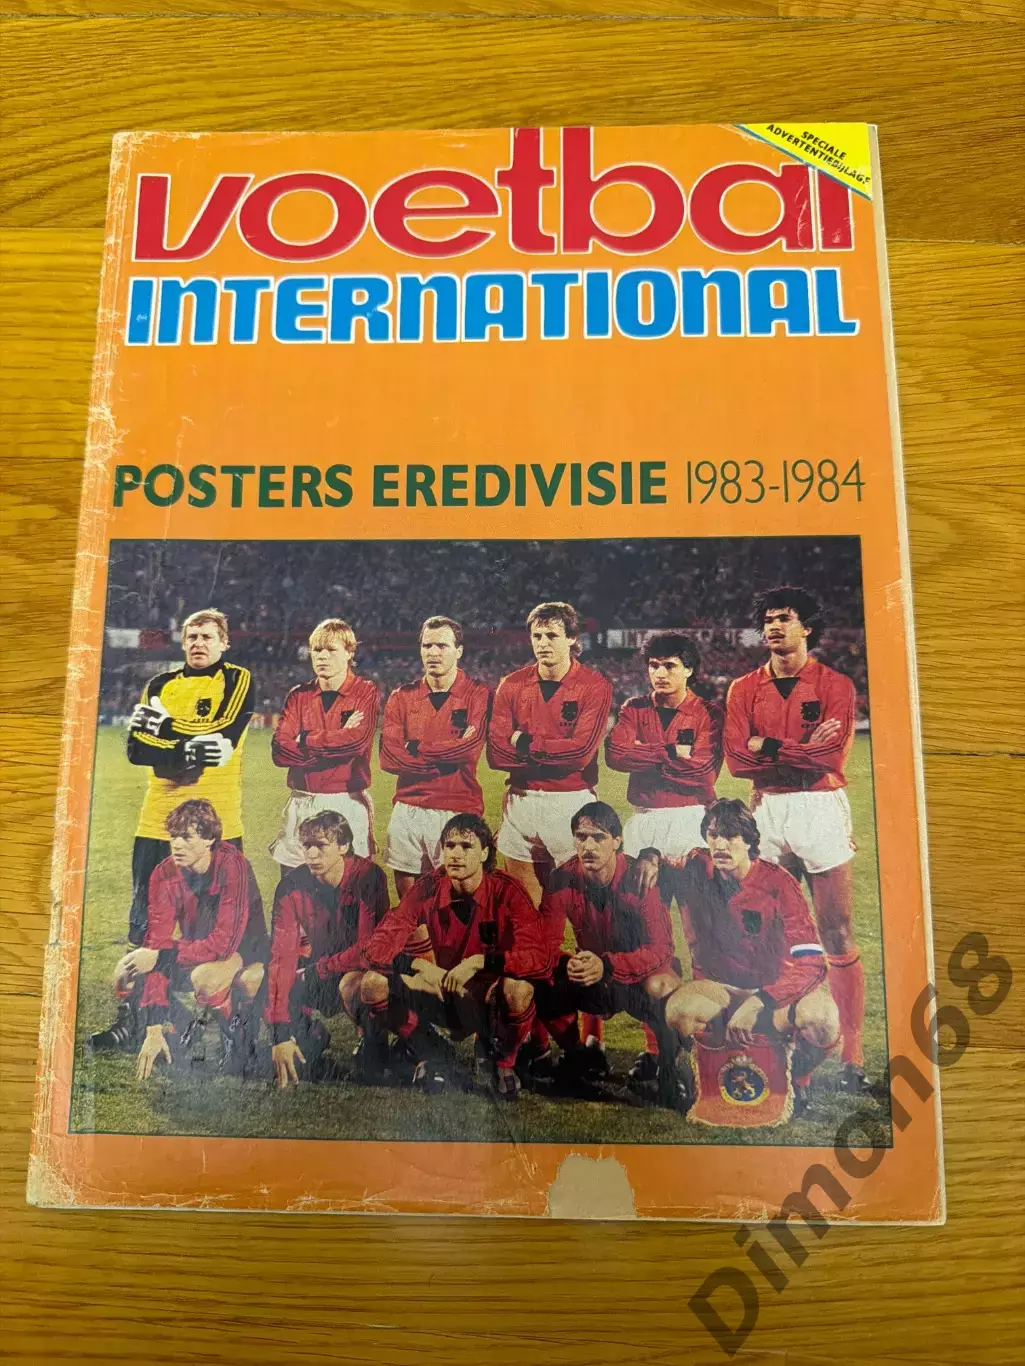 SPECIALE
ADVERTENTIEBIJLAGE
voetbal
INTERNATIONAL
POSTERS EREDIVISIE 1983-1984
Dimon68